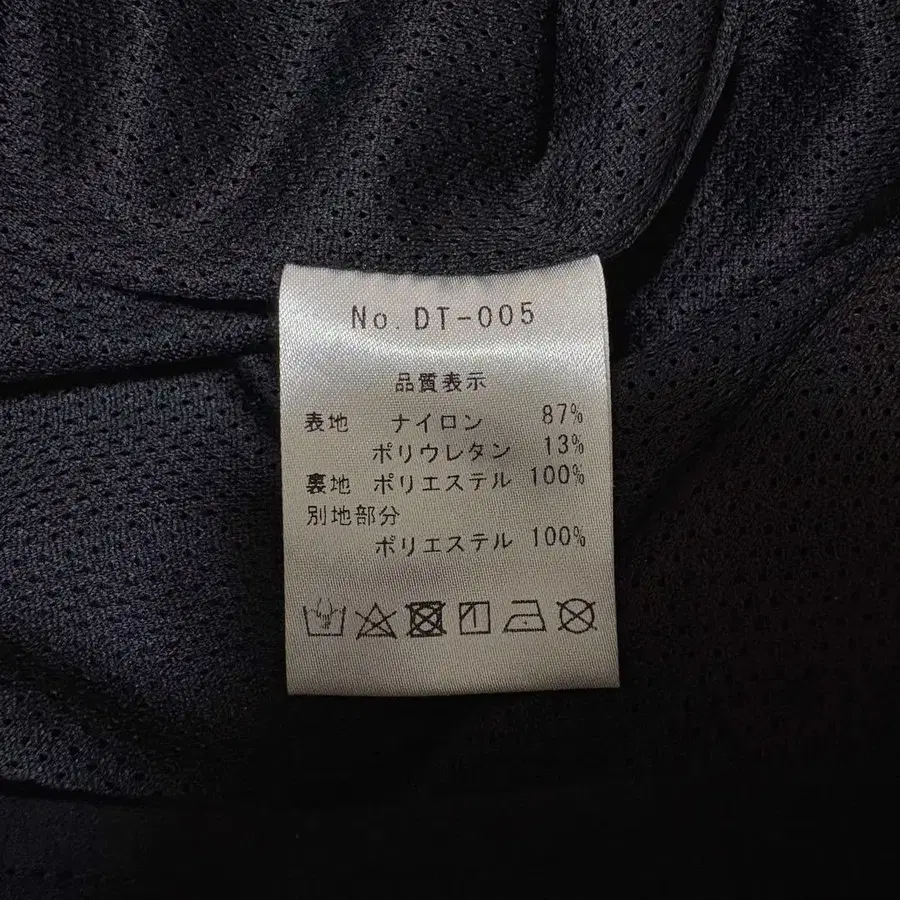 No. DT-005
品質表示
表地 ナイロン 87%
ポリウレタン 13%
裏地 ポリエステル 100%
別地部分
ポリエステル 100%